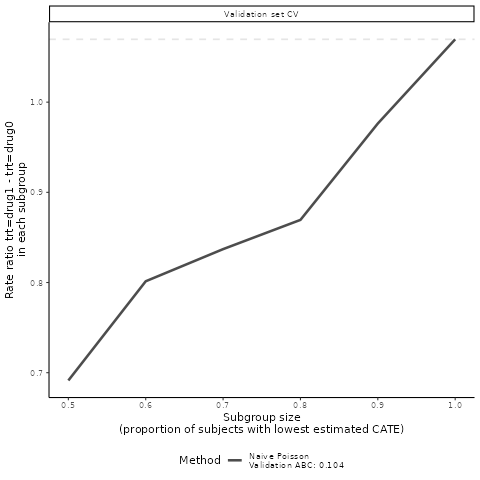 Validation set CV
Rate ratio trt=drug1 - trt=drug0
in each subgroup
1.0
0.9
0.8
0.7
0.5 0.6 0.7 0.8 0.9 1.0
Subgroup size
(proportion of subjects with lowest estimated CATE)
Method
Naive Poisson
Validation ABC: 0.104